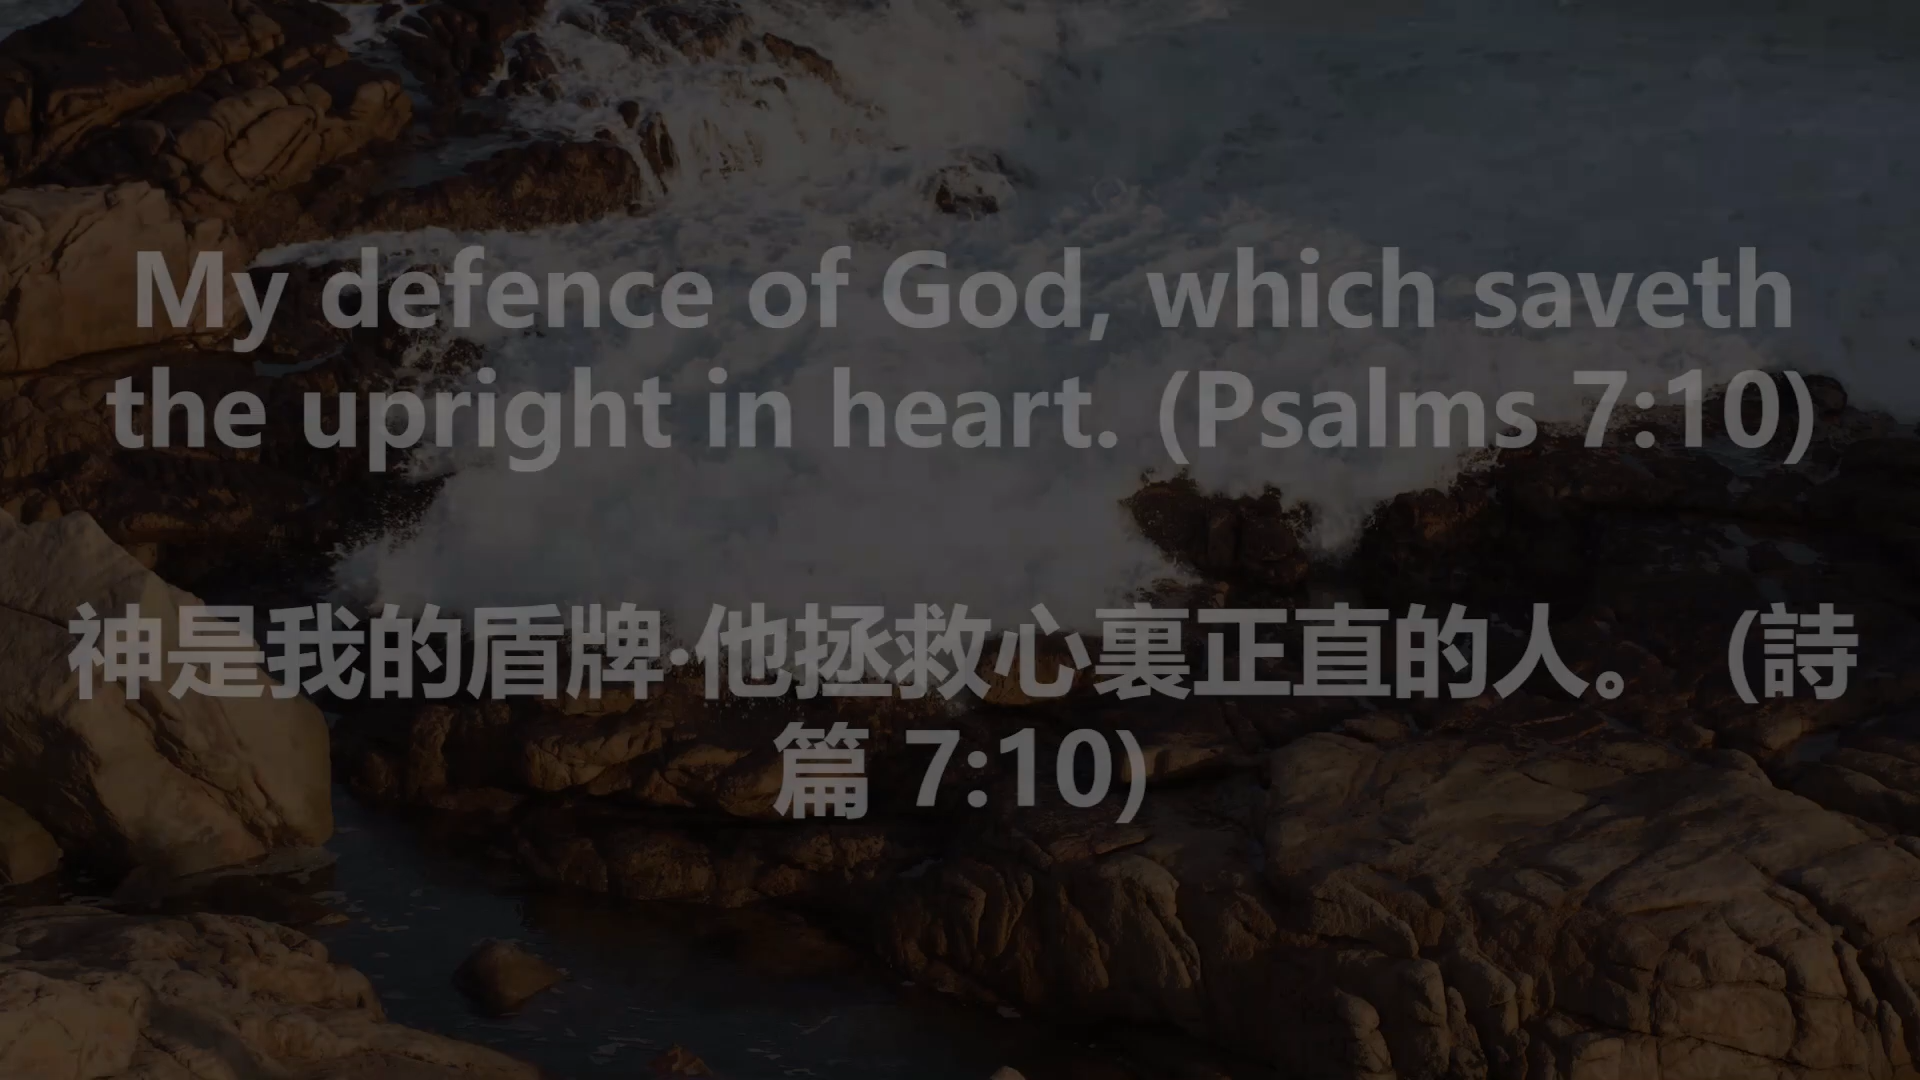 My defence of God, which saveth
the upright in heart. (Psalms 7:10)
神是我的盾牌·他拯救心裏正直的人。 (詩
篇 7:10)